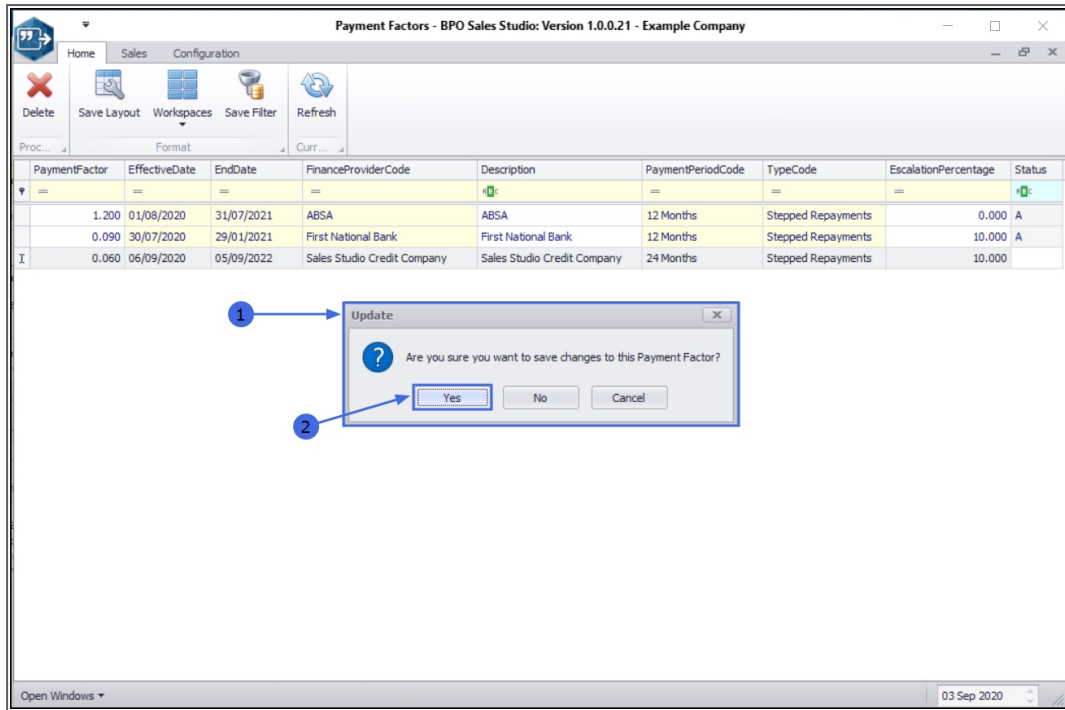 Payment Factors - BPO Sales Studio: Version 1.0.0.21 - Example Company
Home Sales Configuration
Delete Save Layout Workspaces Save Filter Refresh
Proc... Format Curr...
PaymentFactor EffectiveDate EndDate FinanceProviderCode Description PaymentPeriodCode TypeCode EscalationPercentage Status
= = = = = = =
1.200 01/08/2020 31/07/2021 ABSA ABSA 12 Months Stepped Repayments 0.000 A
0.090 30/07/2020 29/01/2021 First National Bank First National Bank 12 Months Stepped Repayments 10.000 A
I 0.060 06/09/2020 05/09/2022 Sales Studio Credit Company Sales Studio Credit Company 24 Months Stepped Repayments 10.000
1 Update
? Are you sure you want to save changes to this Payment Factor?
Yes No Cancel
2
Open Windows 03 Sep 2020